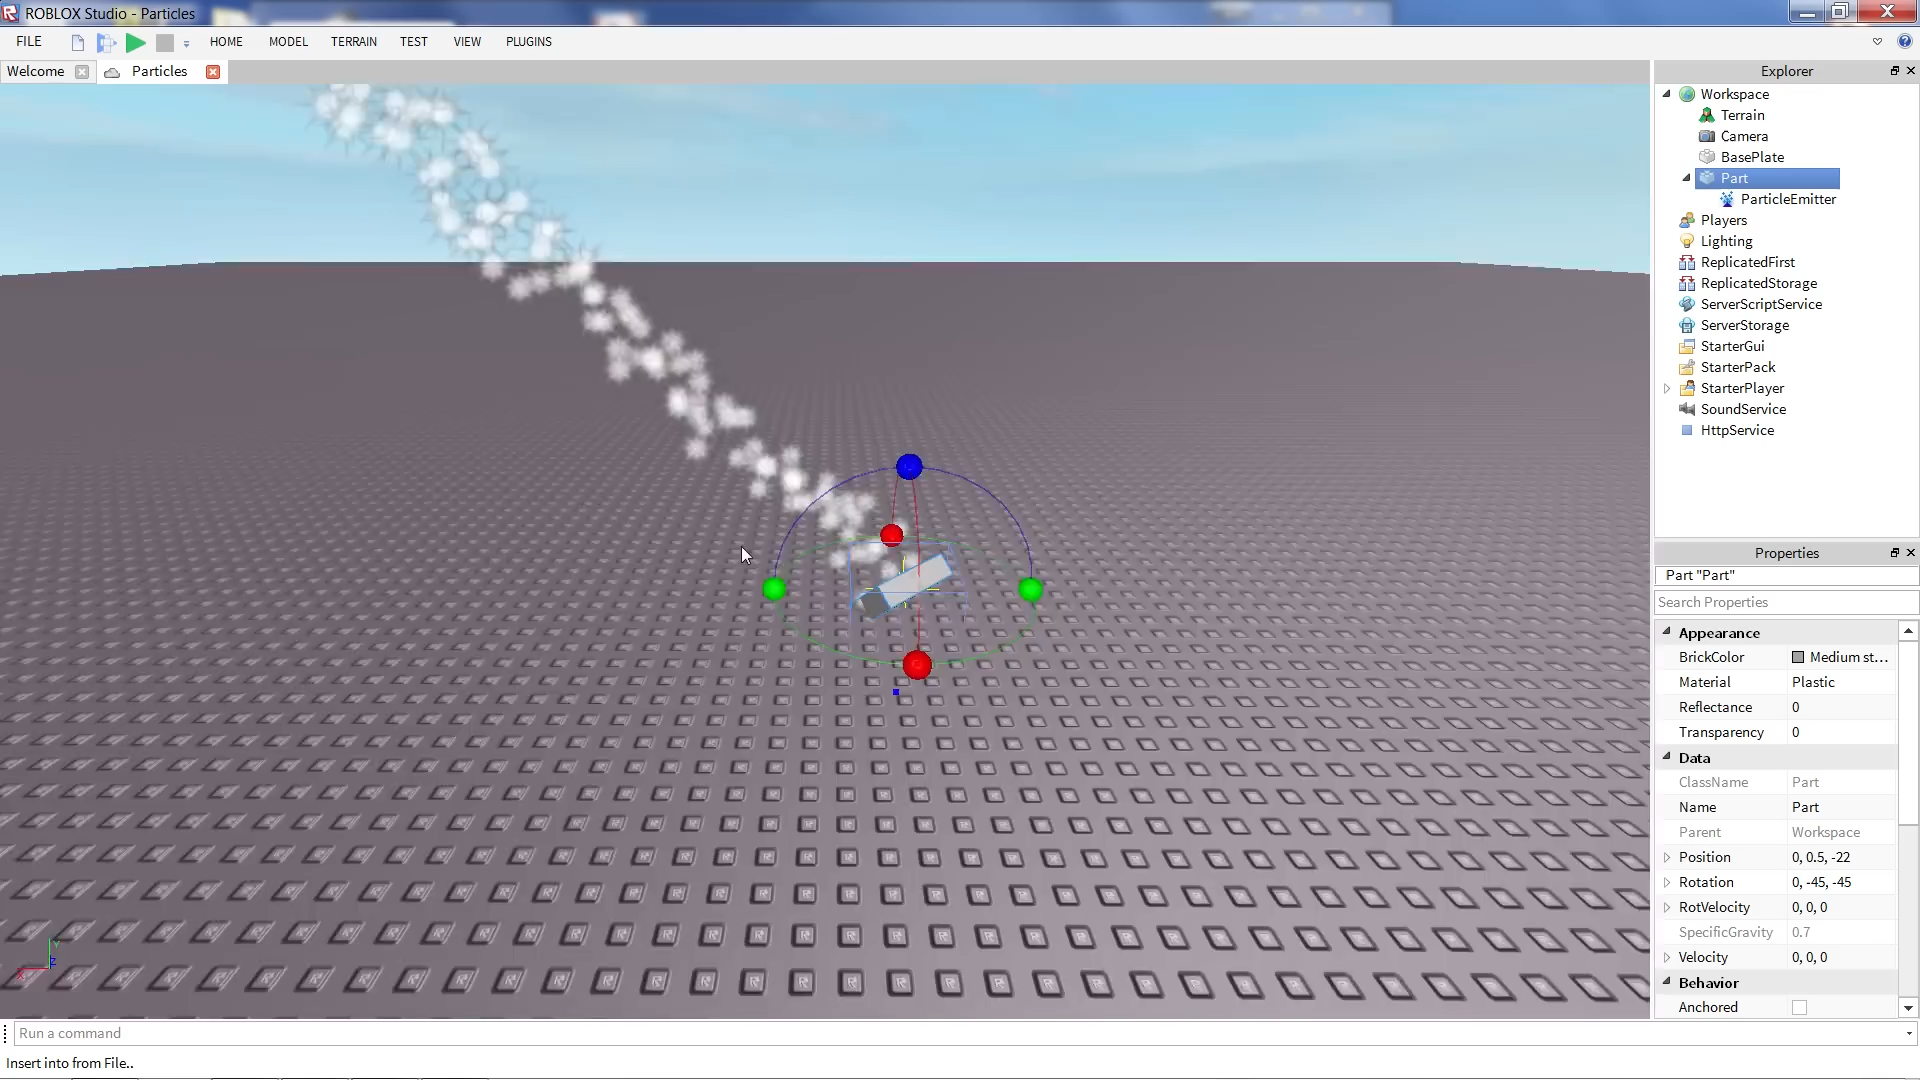 ROBLOX Studio - Particles
FILE HOME MODEL TERRAIN TEST VIEW PLUGINS
Welcome Particles
Explorer
Workspace
Terrain
Camera
BasePlate
Part
ParticleEmitter
Players
Lighting
ReplicatedFirst
ReplicatedStorage
ServerScriptService
ServerStorage
StarterGui
StarterPack
StarterPlayer
SoundService
HttpService
Properties
Part "Part"
Search Properties
Appearance
BrickColor Medium st...
Material Plastic
Reflectance 0
Transparency 0
Data
ClassName Part
Name Part
Parent Workspace
Position 0, 0.5, -22
Rotation 0, -45, -45
RotVelocity 0, 0, 0
SpecificGravity 0.7
Velocity 0, 0, 0
Behavior
Anchored
Y
X
Z
Run a command
Insert into from File..